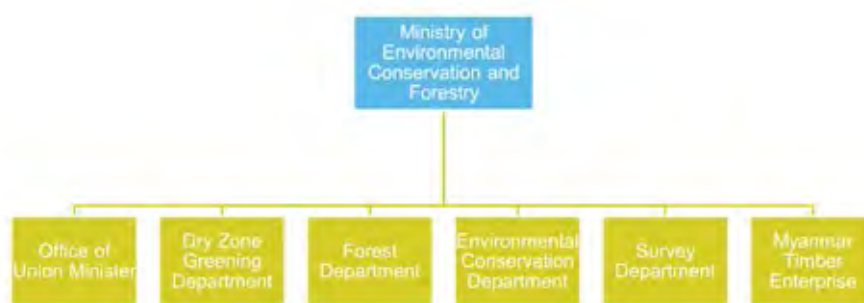 Ministry of
Environmental
Conservation and
Forestry
Office of
Union Minister
Dry Zone
Greening
Department
Forest
Department
Environmental
Conservation
Department
Survey
Department
Myanmar
Timber
Enterprise